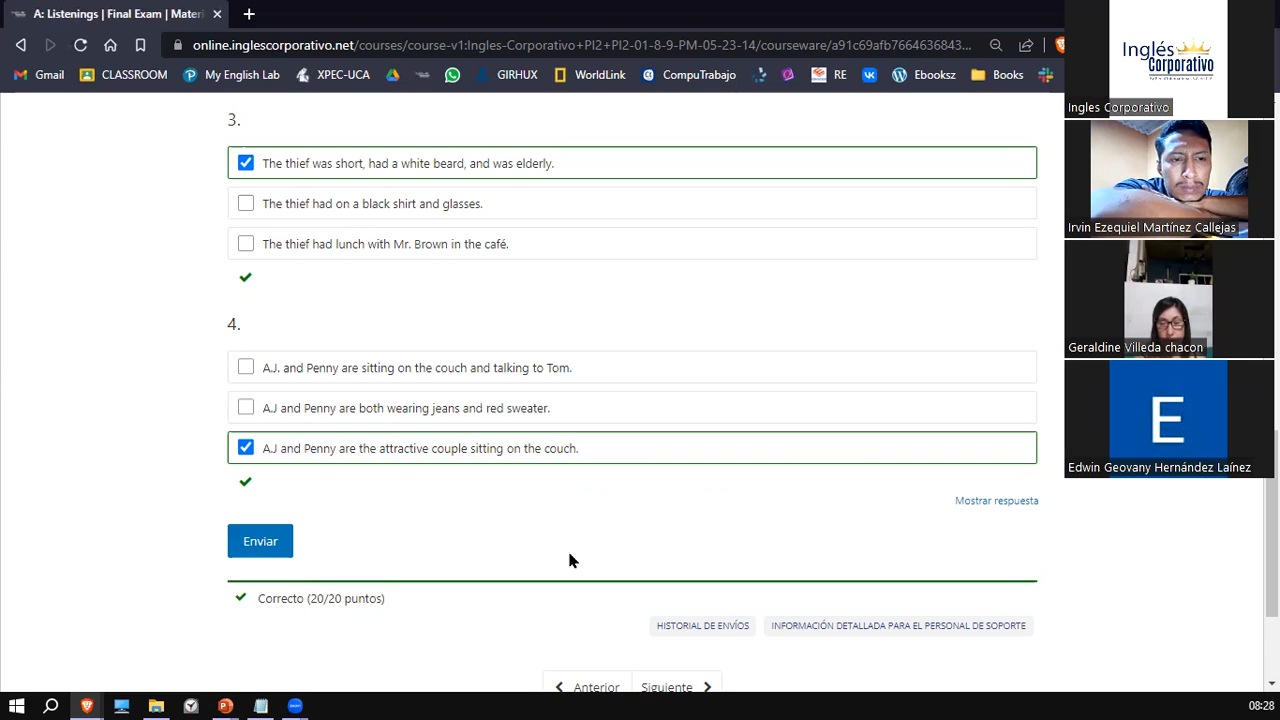 A: Listenings | Final Exam | Mater
online.inglescorporativo.net/courses/course-v1:Ingles-Corporativo+PI2+PI2-01-8-9-PM-05-23-14/courseware/a91c69afb7664636843...
Gmail CLASSROOM My English Lab XPEC-UCA GIRHUX WorldLink CompuTrabajo RE Ebooksz Books
3.
The thief was short, had a white beard, and was elderly.
The thief had on a black shirt and glasses.
The thief had lunch with Mr. Brown in the café.
4.
A.J. and Penny are sitting on the couch and talking to Tom.
A.J and Penny are both wearing jeans and red sweater.
A.J and Penny are the attractive couple sitting on the couch.
Mostrar respuesta
Enviar
Correcto (20/20 puntos)
HISTORIAL DE ENVÍOS INFORMACIÓN DETALLADA PARA EL PERSONAL DE SOPORTE
Anterior Siguiente
Inglés
Corporativo
Ingles Corporativo
Irvin Ezequiel Martínez Callejas
Geraldine Villeda chacon
E
Edwin Geovany Hernández Laínez
08:28